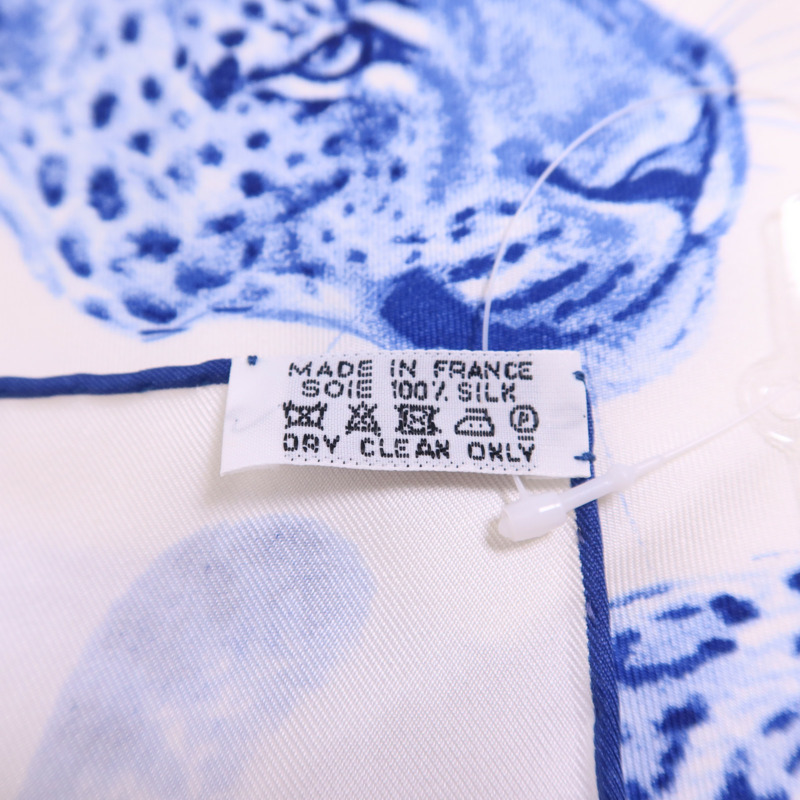 MADE IN FRANCE
SOIE 100% SILK
P
DRY CLEAN ONLY